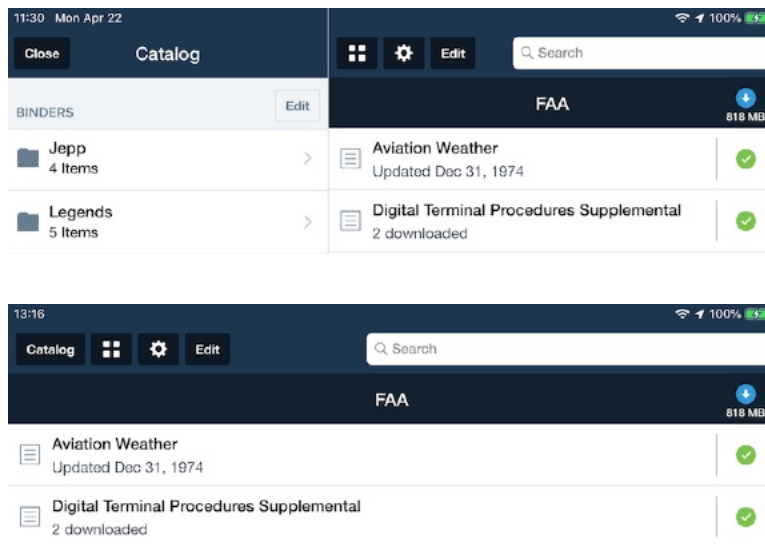 11:30 Mon Apr 22
100%
Close
Catalog
Edit
Search
BINDERS
Edit
FAA
818 MB
Jepp
4 Items
Aviation Weather
Updated Dec 31, 1974
Legends
5 Items
Digital Terminal Procedures Supplemental
2 downloaded
13:16
100%
Catalog
Edit
Search
FAA
818 MB
Aviation Weather
Updated Dec 31, 1974
Digital Terminal Procedures Supplemental
2 downloaded